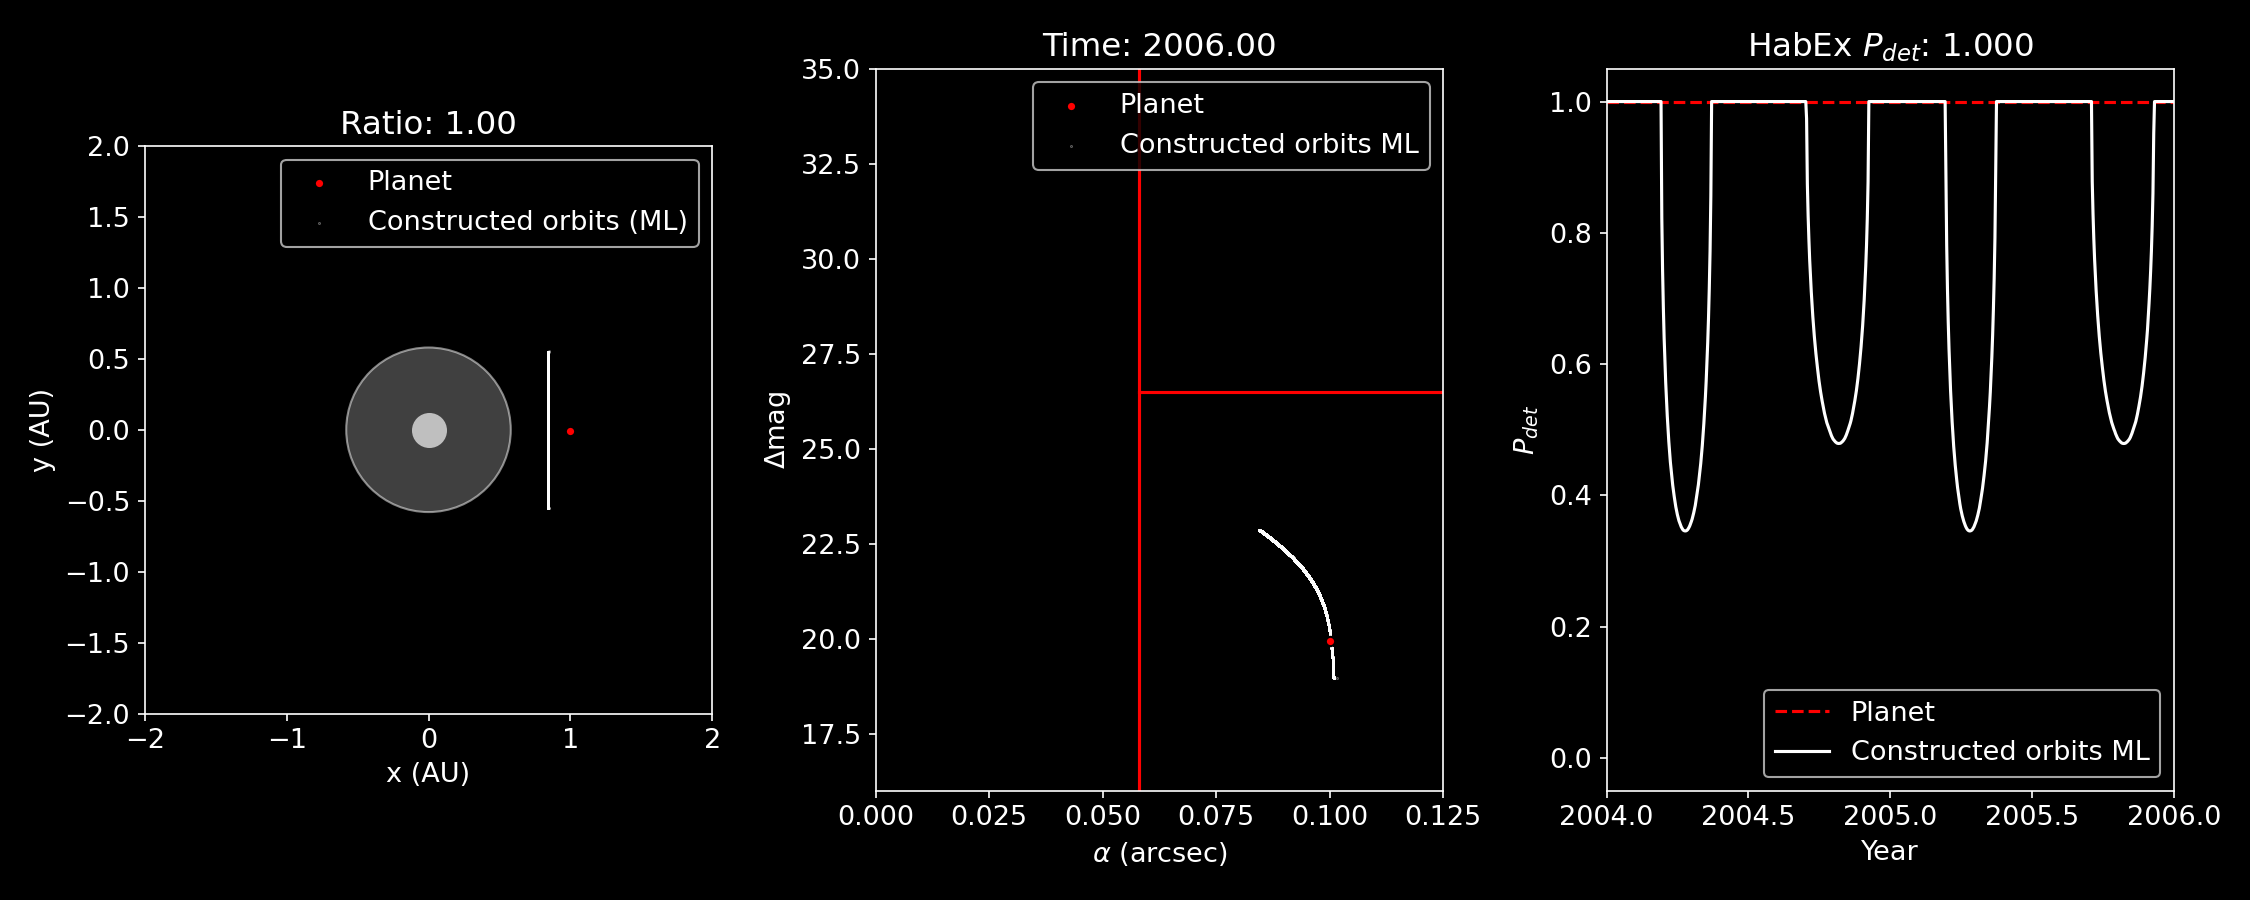 Ratio: 1.00
2.0
1.5
1.0
0.5
0.0
−0.5
−1.0
−1.5
−2.0
−2
−1
0
1
2
x (AU)
y (AU)
Planet
Constructed orbits (ML)
Time: 2006.00
35.0
32.5
30.0
27.5
25.0
22.5
20.0
17.5
0.000
0.025
0.050
0.075
0.100
0.125
α (arcsec)
Δmag
Planet
Constructed orbits ML
HabEx P_det: 1.000
1.0
0.8
0.6
0.4
0.2
0.0
2004.0
2004.5
2005.0
2005.5
2006.0
Year
P_det
Planet
Constructed orbits ML